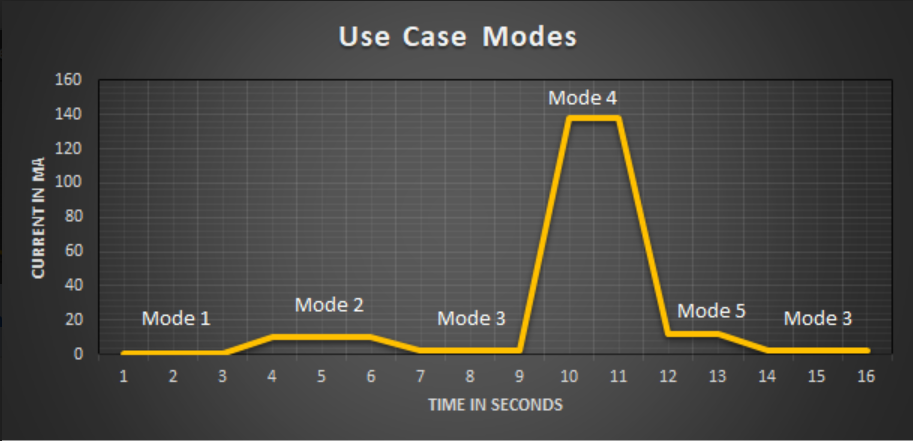 Use Case Modes
160
140
120
100
80
60
40
20
0
CURRENT IN MA
Mode 1
Mode 2
Mode 3
Mode 4
Mode 5
Mode 3
1 2 3 4 5 6 7 8 9 10 11 12 13 14 15 16
TIME IN SECONDS